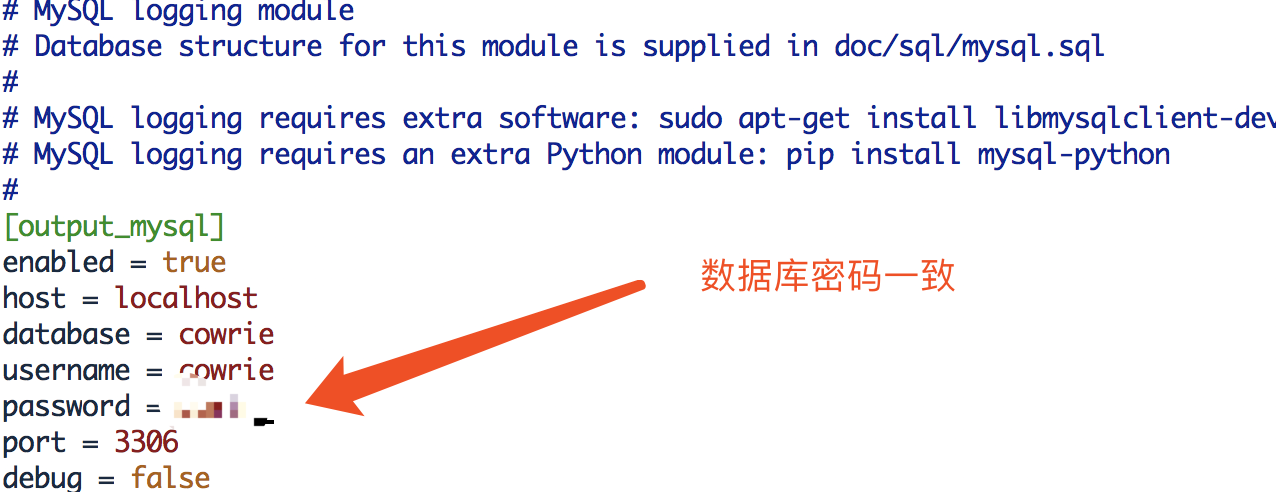 # MySQL logging module
# Database structure for this module is supplied in doc/sql/mysql.sql
#
# MySQL logging requires extra software: sudo apt-get install libmysqlclient-dev
# MySQL logging requires an extra Python module: pip install mysql-python
#
[output_mysql]
enabled = true
host = localhost
数据库密码一致
database = cowrie
username = cowrie
password =
port = 3306
debug = false